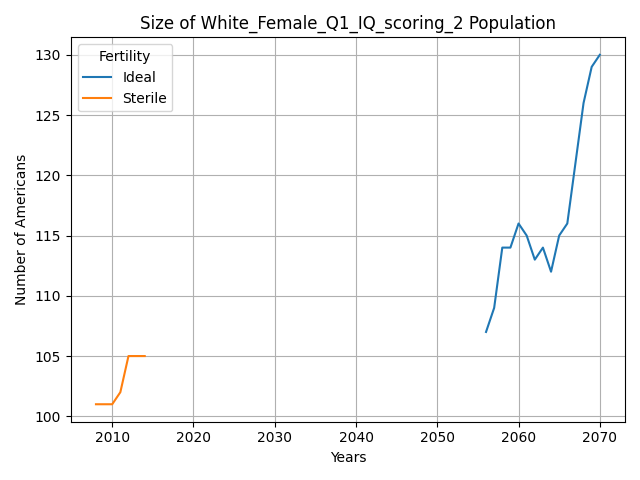 Size of White_Female_Q1_IQ_scoring_2 Population
Fertility
Ideal
Sterile
Number of Americans
130
125
120
115
110
105
100
2010 2020 2030 2040 2050 2060 2070
Years